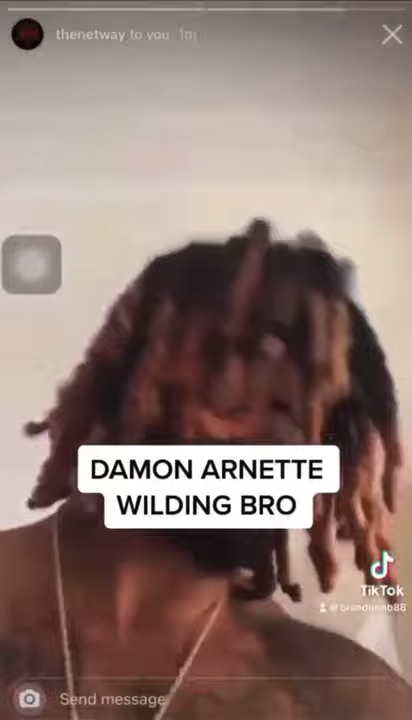 thenetway to you 1m
DAMON ARNETTE
WILDING BRO
TikTok
Send message